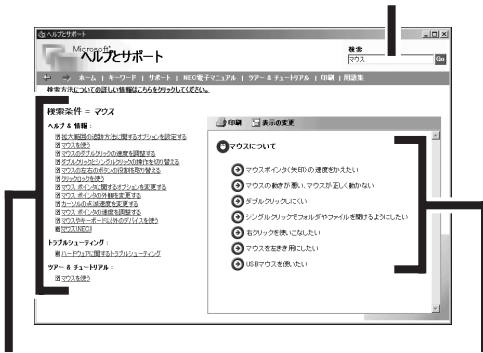 ヘルプとサポート
Microsoft
ヘルプとサポート
検索
マウス
Go
ホーム | キーワード | サポート | NEC電子マニュアル | ツアー & チュートリアル | 印刷 | 用語集
検索方法についての詳しい情報はこちらをクリックしてください。
検索条件 = マウス
ヘルプ & 情報 :
拡大範囲の追跡方法に関するオプションを設定する
マウスを使う
マウスのダブルクリックの速度を調整する
ダブルクリックとシングルクリックの操作を切り替える
マウスの左右のボタンの役割を切り替える
クリックロックを使う
マウス ポインタに関するオプションを変更する
マウス ポインタの外観を変更する
カーソルの点滅速度を変更する
マウス ポインタの速度を調整する
マウスやキーボード以外のデバイスを使う
マウス(NEC)
トラブルシューティング :
ハードウェアに関するトラブルシューティング
ツアー & チュートリアル :
マウスを使う
印刷
表示の変更
マウスについて
マウスポインタ(矢印)の速度をかえたい
マウスの動きが悪い、マウスが正しく動かない
ダブルクリックしにくい
シングルクリックでフォルダやファイルを開けるようにしたい
右クリックを使いこなしたい
マウスを左きき用にしたい
USBマウスを使いたい